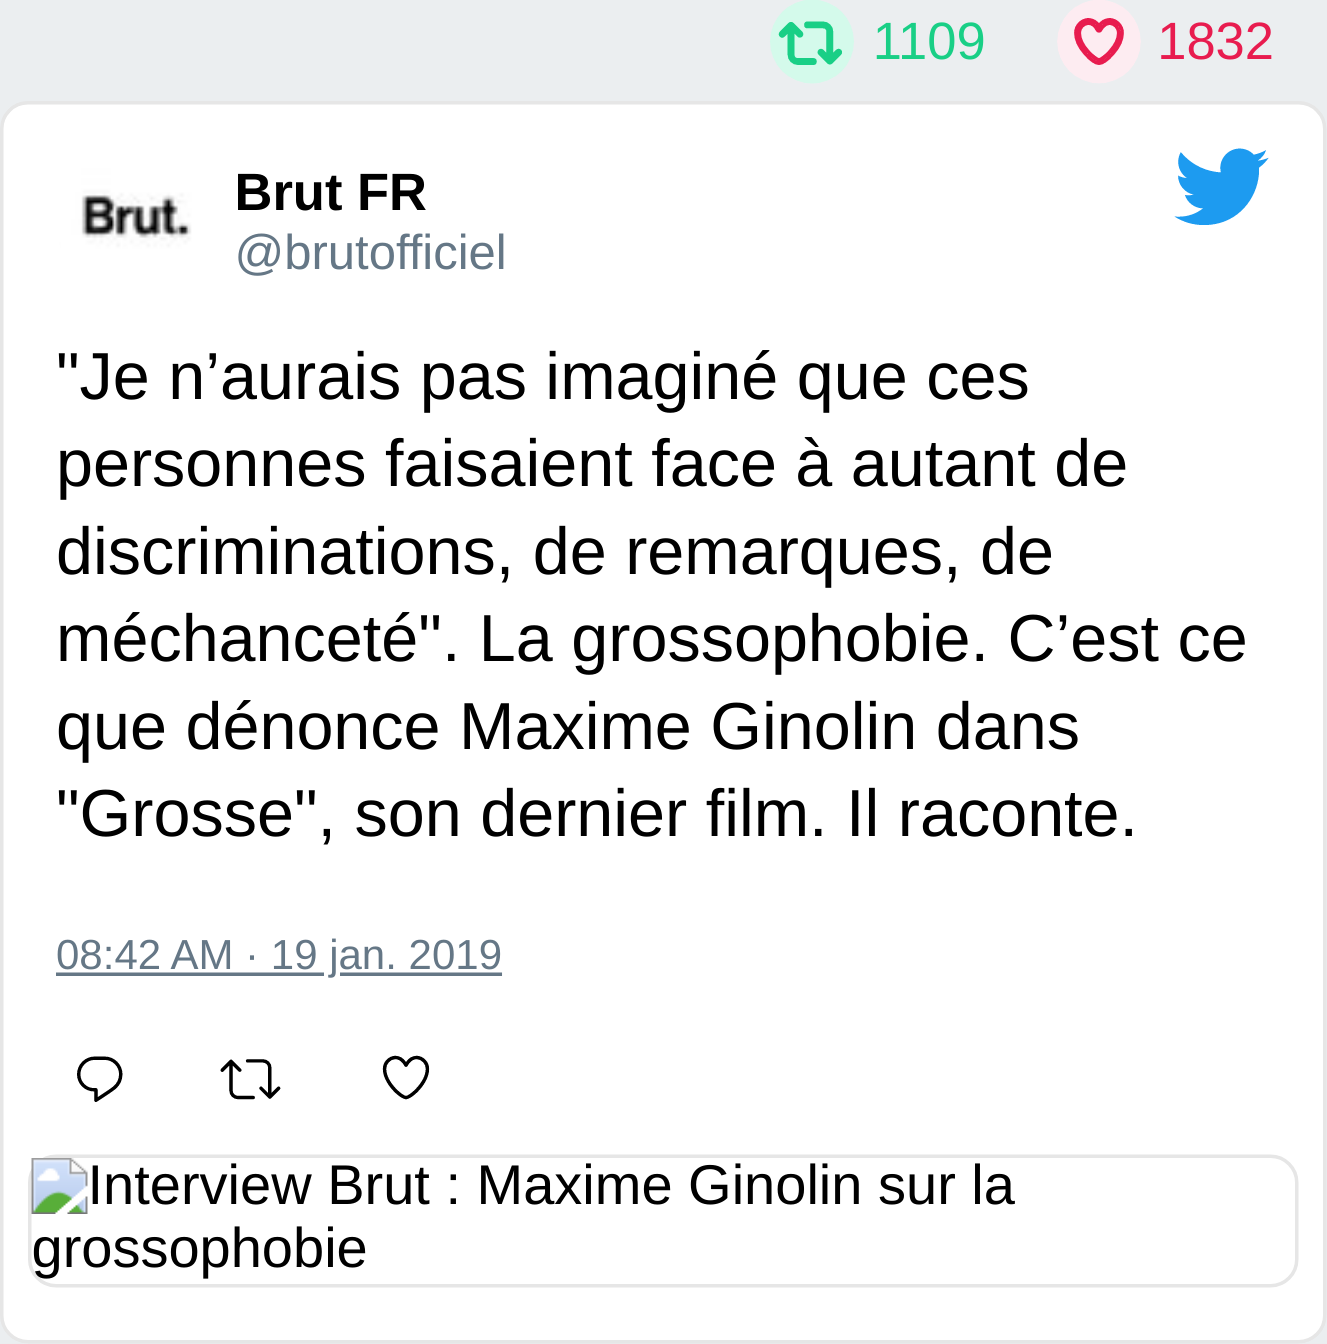 1109 1832
Brut.
Brut FR
@brutofficiel
"Je n’aurais pas imaginé que ces
personnes faisaient face à autant de
discriminations, de remarques, de
méchanceté". La grossophobie. C’est ce
que dénonce Maxime Ginolin dans
"Grosse", son dernier film. Il raconte.
08:42 AM · 19 jan. 2019
Interview Brut : Maxime Ginolin sur la
grossophobie